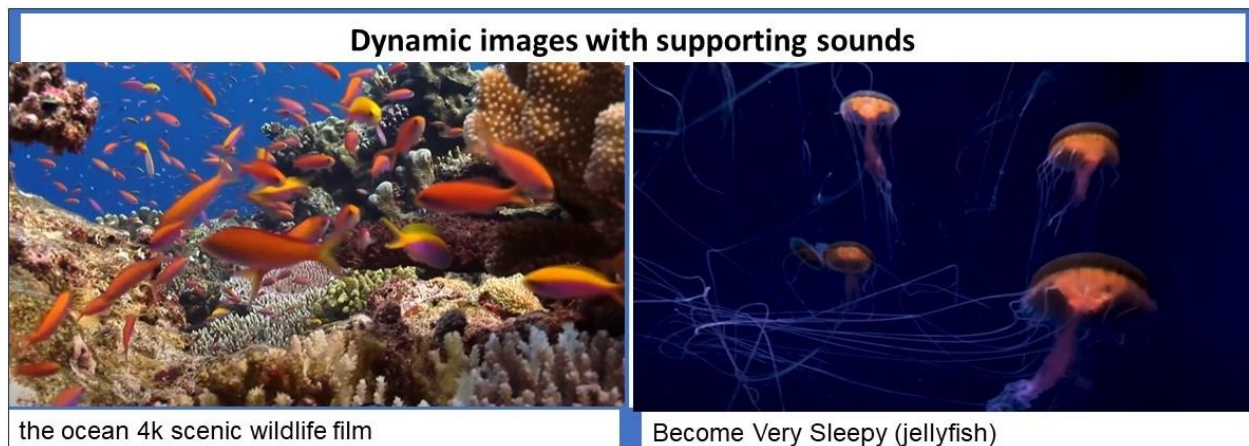 Dynamic images with supporting sounds
the ocean 4k scenic wildlife film
Become Very Sleepy (jellyfish)